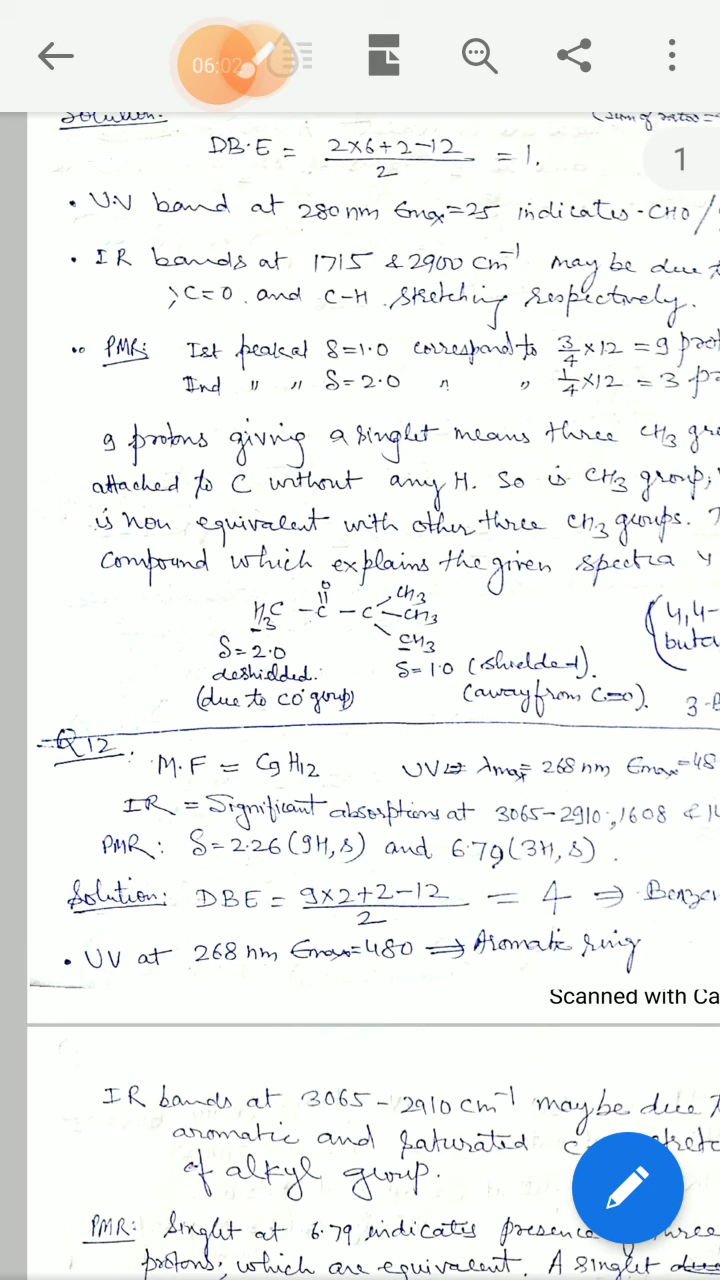 06:02
1
Solution:
DB·E = 2×6+2-12 / 2 = 1.
• U.V band at 280 nm Emax=25 indicates -CHO/
• IR bands at 1715 & 2900 cm⁻¹ may be due
>C=0 and C-H stretching respectively.
PMR: Ist peak at δ=1.0 correspond to 3/4 ×12 = 9
IInd " " δ=2.0 " " 1/4 ×12 = 3
9 protons giving a singlet means three CH3
attached to C without any H. So is CH3 group,
is non equivalent with other three CH3 groups.
Compound which explains the given spectra
O CH3
H3C - C - C - CH3
CH3
δ=2.0
deshielded.
(due to CO group)
δ=1.0 (shielded).
(away from C=0).
(4,4-
3-
Q12.
M.F = C9H12 UV λmax= 268 nm Emax=48
IR = Significant absorptions at 3065-2910, 1608 &
PMR: δ=2.26 (9H,s) and 6.79 (3H,s).
Solution: DBE = 9×2+2-12 / 2 = 4 ⇒
• UV at 268 nm Emax=480 ⇒ Aromatic ring
Scanned with Ca
IR bands at 3065-2910 cm⁻¹ may be due
aromatic and saturated
of alkyl group.
PMR: Singlet at 6.79 indicates
protons, which are equivalent. A singlet